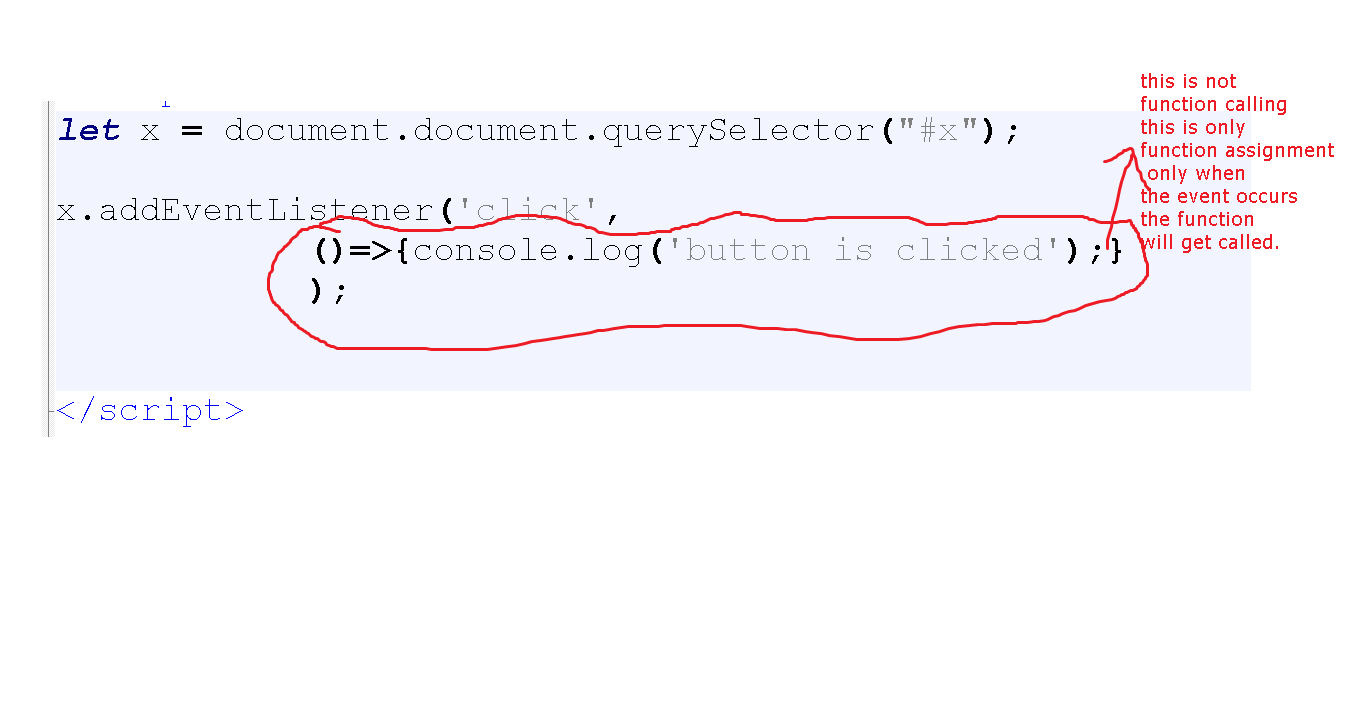 let x = document.document.querySelector("#x");
x.addEventListener('click',
()=>{console.log('button is clicked');}
);
</script>
this is not
function calling
this is only
function assignment
only when
the event occurs
the function
will get called.